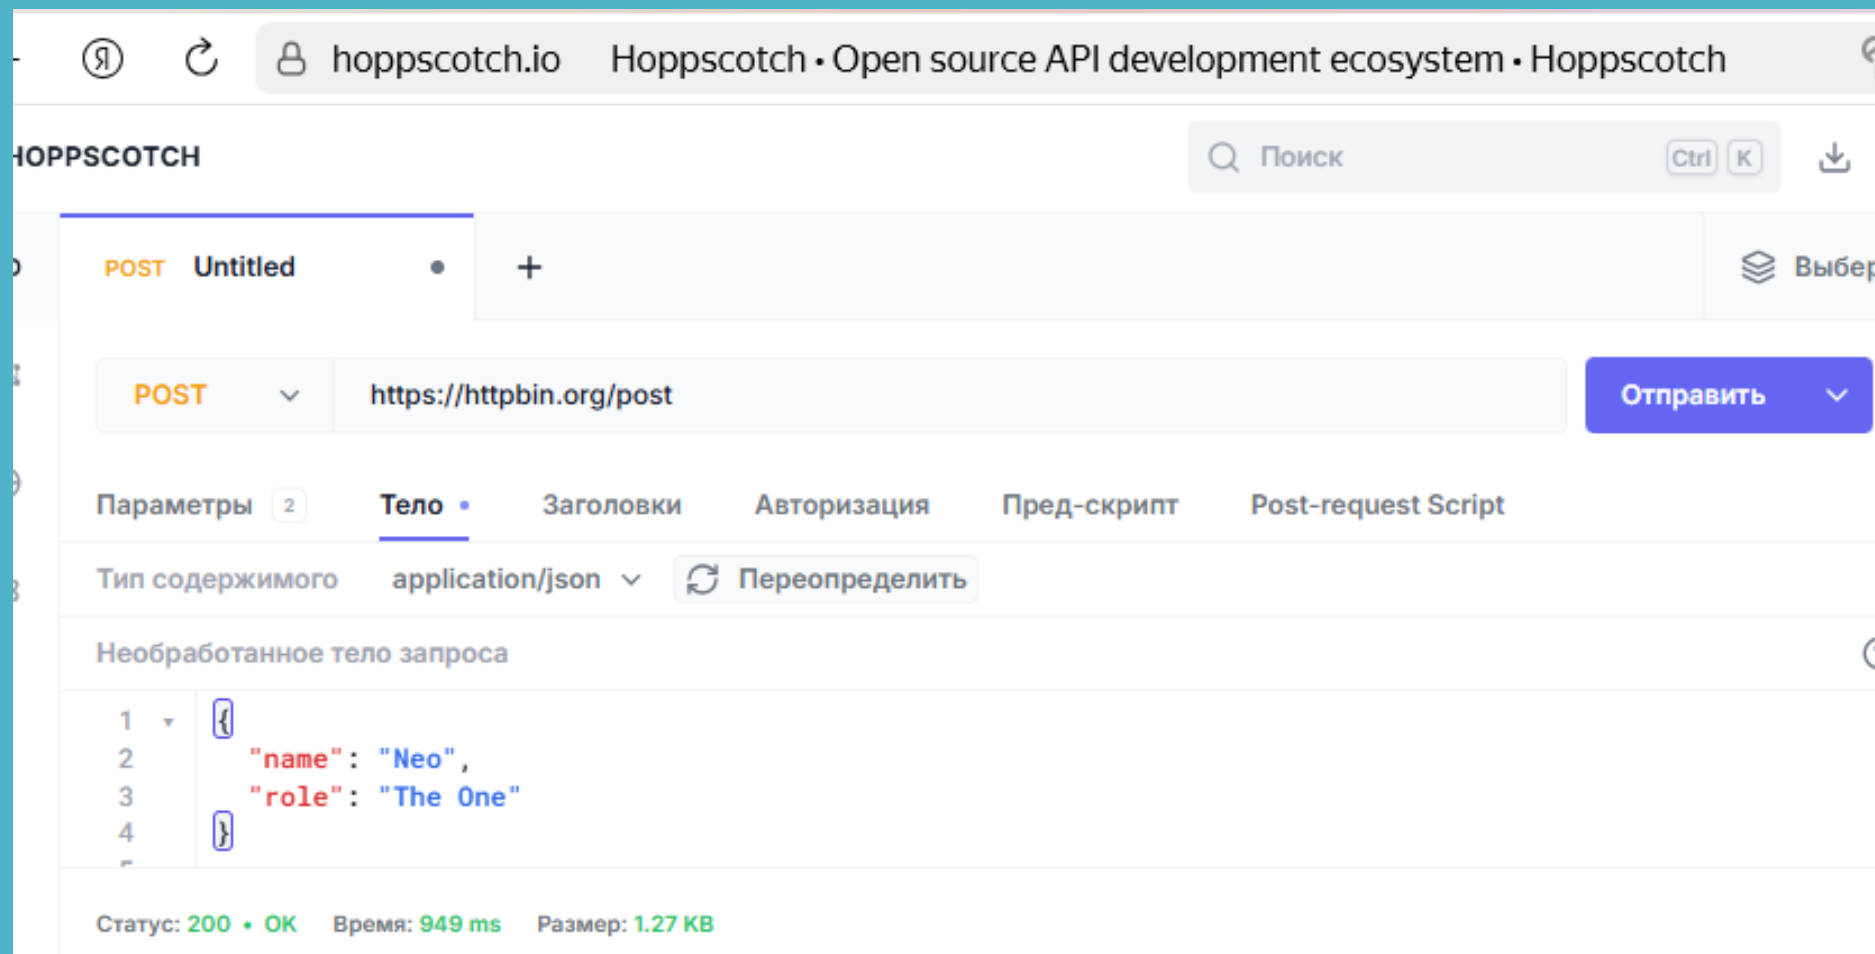 hoppscotch.io Hoppscotch • Open source API development ecosystem • Hoppscotch
HOPPSCOTCH Поиск Ctrl K
POST Untitled +
POST https://httpbin.org/post Отправить
Параметры 2 Тело • Заголовки Авторизация Пред-скрипт Post-request Script
Тип содержимого application/json Переопределить
Необработанное тело запроса
1 {
2 "name": "Neo",
3 "role": "The One"
4 }
Статус: 200 • OK Время: 949 ms Размер: 1.27 KB